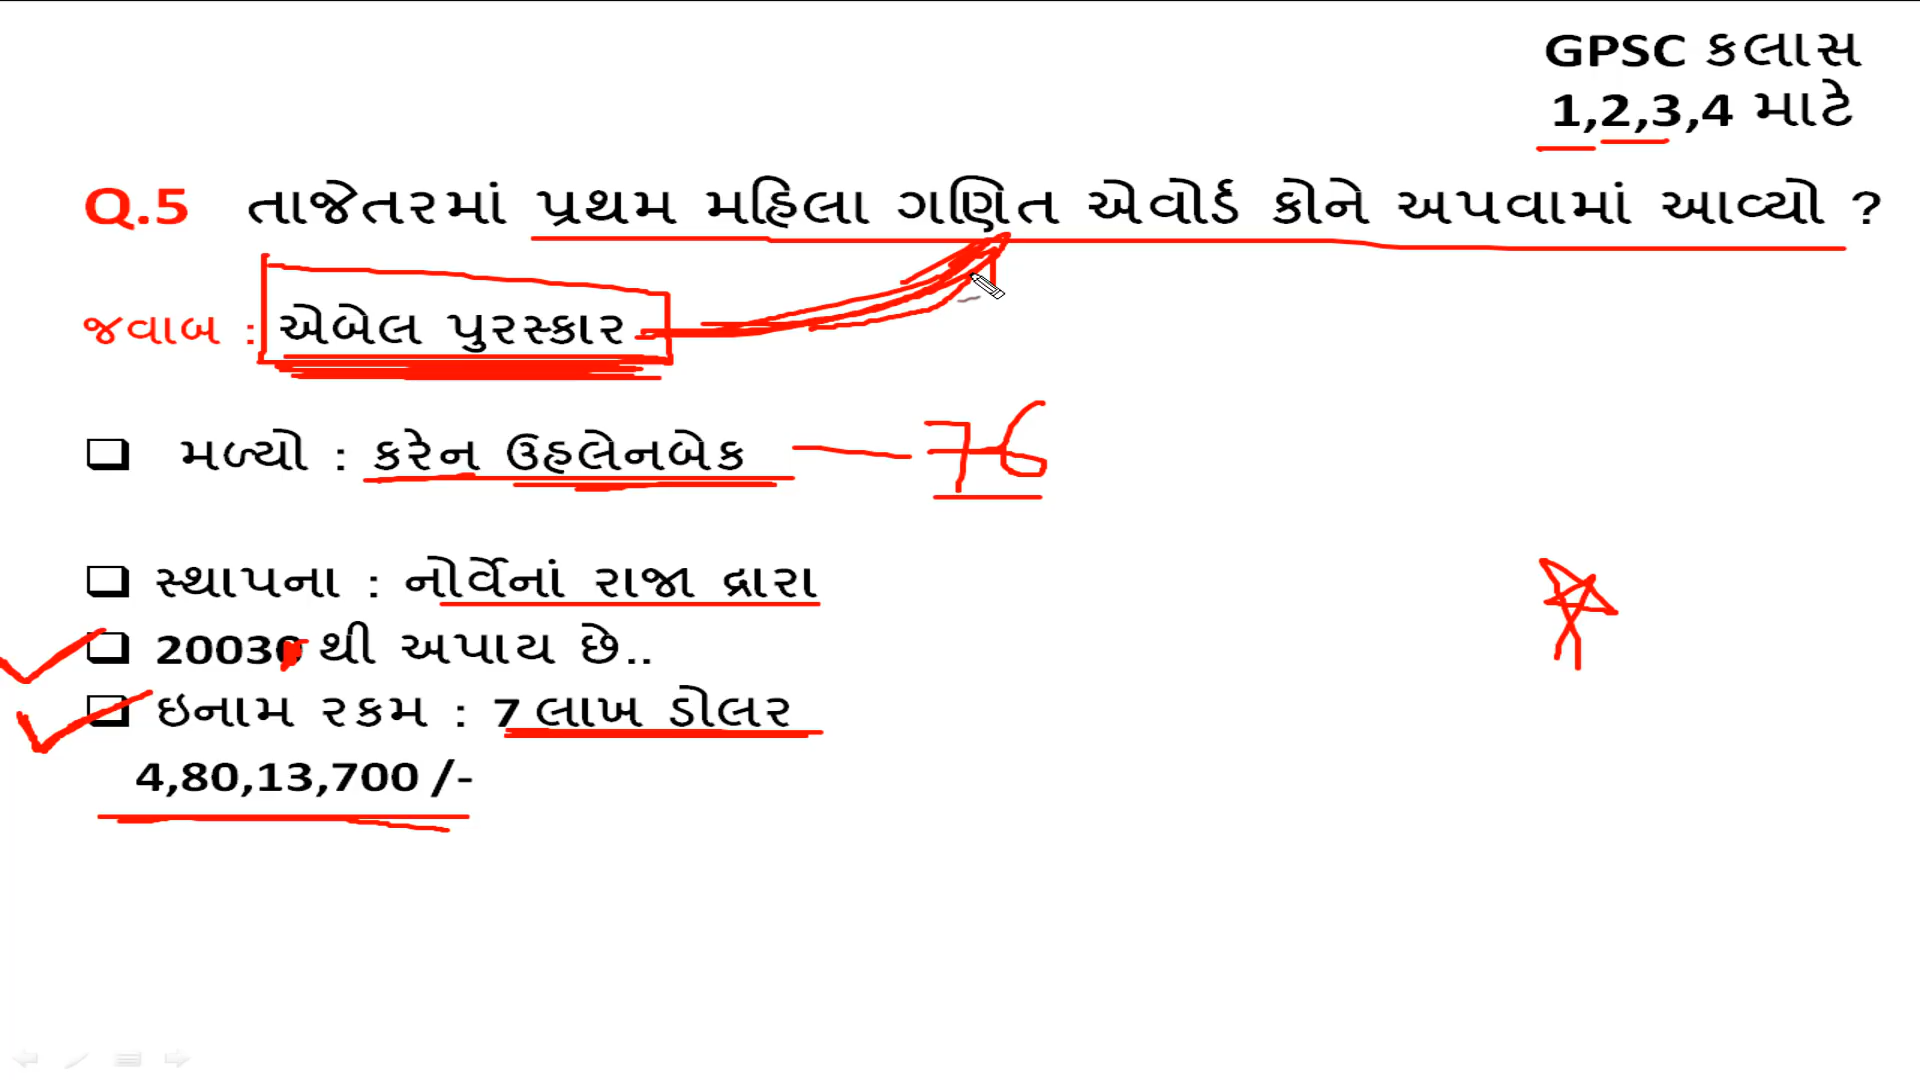 GPSC કલાસ
1,2,3,4 માટે
Q.5 તાજેતરમાં પ્રથમ મહિલા ગણિત એવોર્ડ કોને અપવામાં આવ્યો ?
જવાબ : એબેલ પુરસ્કાર
મળ્યો : કરેન ઉહલેનબેક 76
સ્થાપના : નોર્વેનાં રાજા દ્રારા
2003 થી અપાય છે..
ઇનામ રકમ : 7 લાખ ડોલર
4,80,13,700 /-